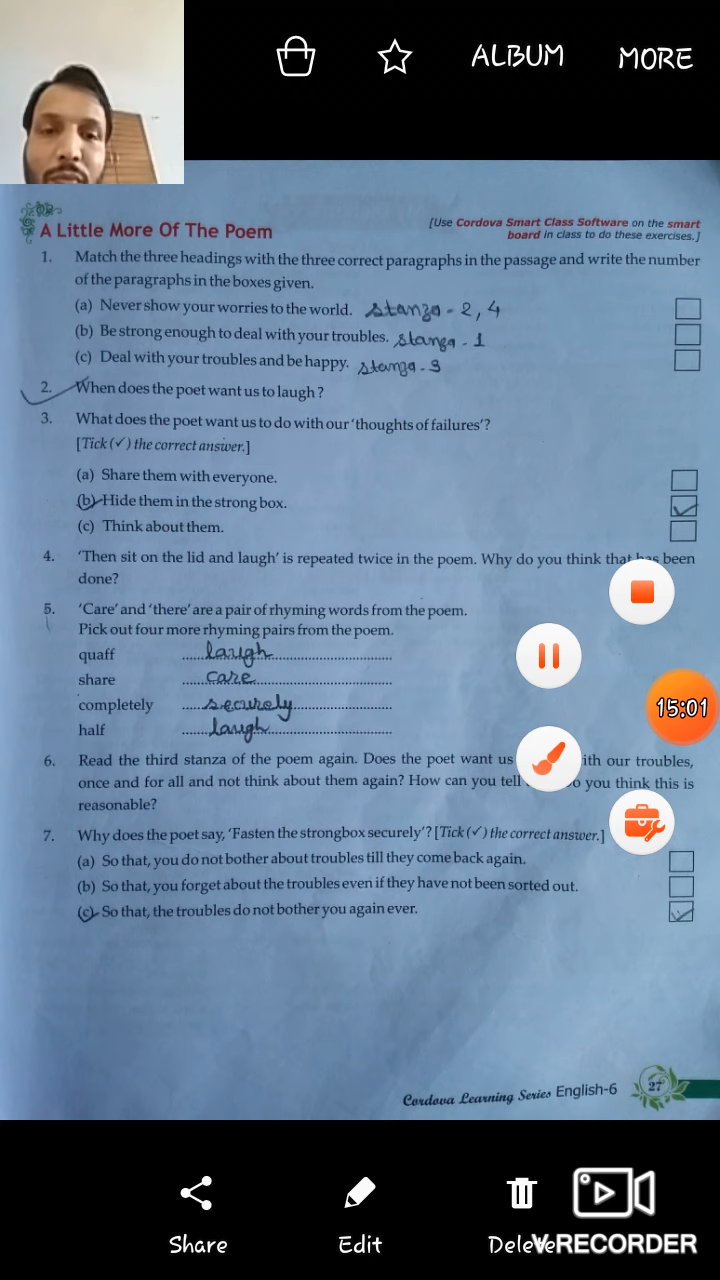 ALBUM MORE
A Little More Of The Poem
[Use Cordova Smart Class Software on the smart
board in class to do these exercises.]
1. Match the three headings with the three correct paragraphs in the passage and write the number
of the paragraphs in the boxes given.
(a) Never show your worries to the world. stanza - 2, 4
(b) Be strong enough to deal with your troubles. stanza - 1
(c) Deal with your troubles and be happy. stanza - 3
2. When does the poet want us to laugh?
3. What does the poet want us to do with our 'thoughts of failures'?
[Tick (✓) the correct answer.]
(a) Share them with everyone.
(b) Hide them in the strong box.
(c) Think about them.
4. 'Then sit on the lid and laugh' is repeated twice in the poem. Why do you think that has been
done?
5. 'Care' and 'there' are a pair of rhyming words from the poem.
Pick out four more rhyming pairs from the poem.
quaff laugh
share care
completely securely
half laugh
15:01
6. Read the third stanza of the poem again. Does the poet want us ith our troubles,
once and for all and not think about them again? How can you tell you think this is
reasonable?
7. Why does the poet say, 'Fasten the strongbox securely'? [Tick (✓) the correct answer.]
(a) So that, you do not bother about troubles till they come back again.
(b) So that, you forget about the troubles even if they have not been sorted out.
(c) So that, the troubles do not bother you again ever.
Cordova Learning Series English-6 27
Share Edit Delete V RECORDER